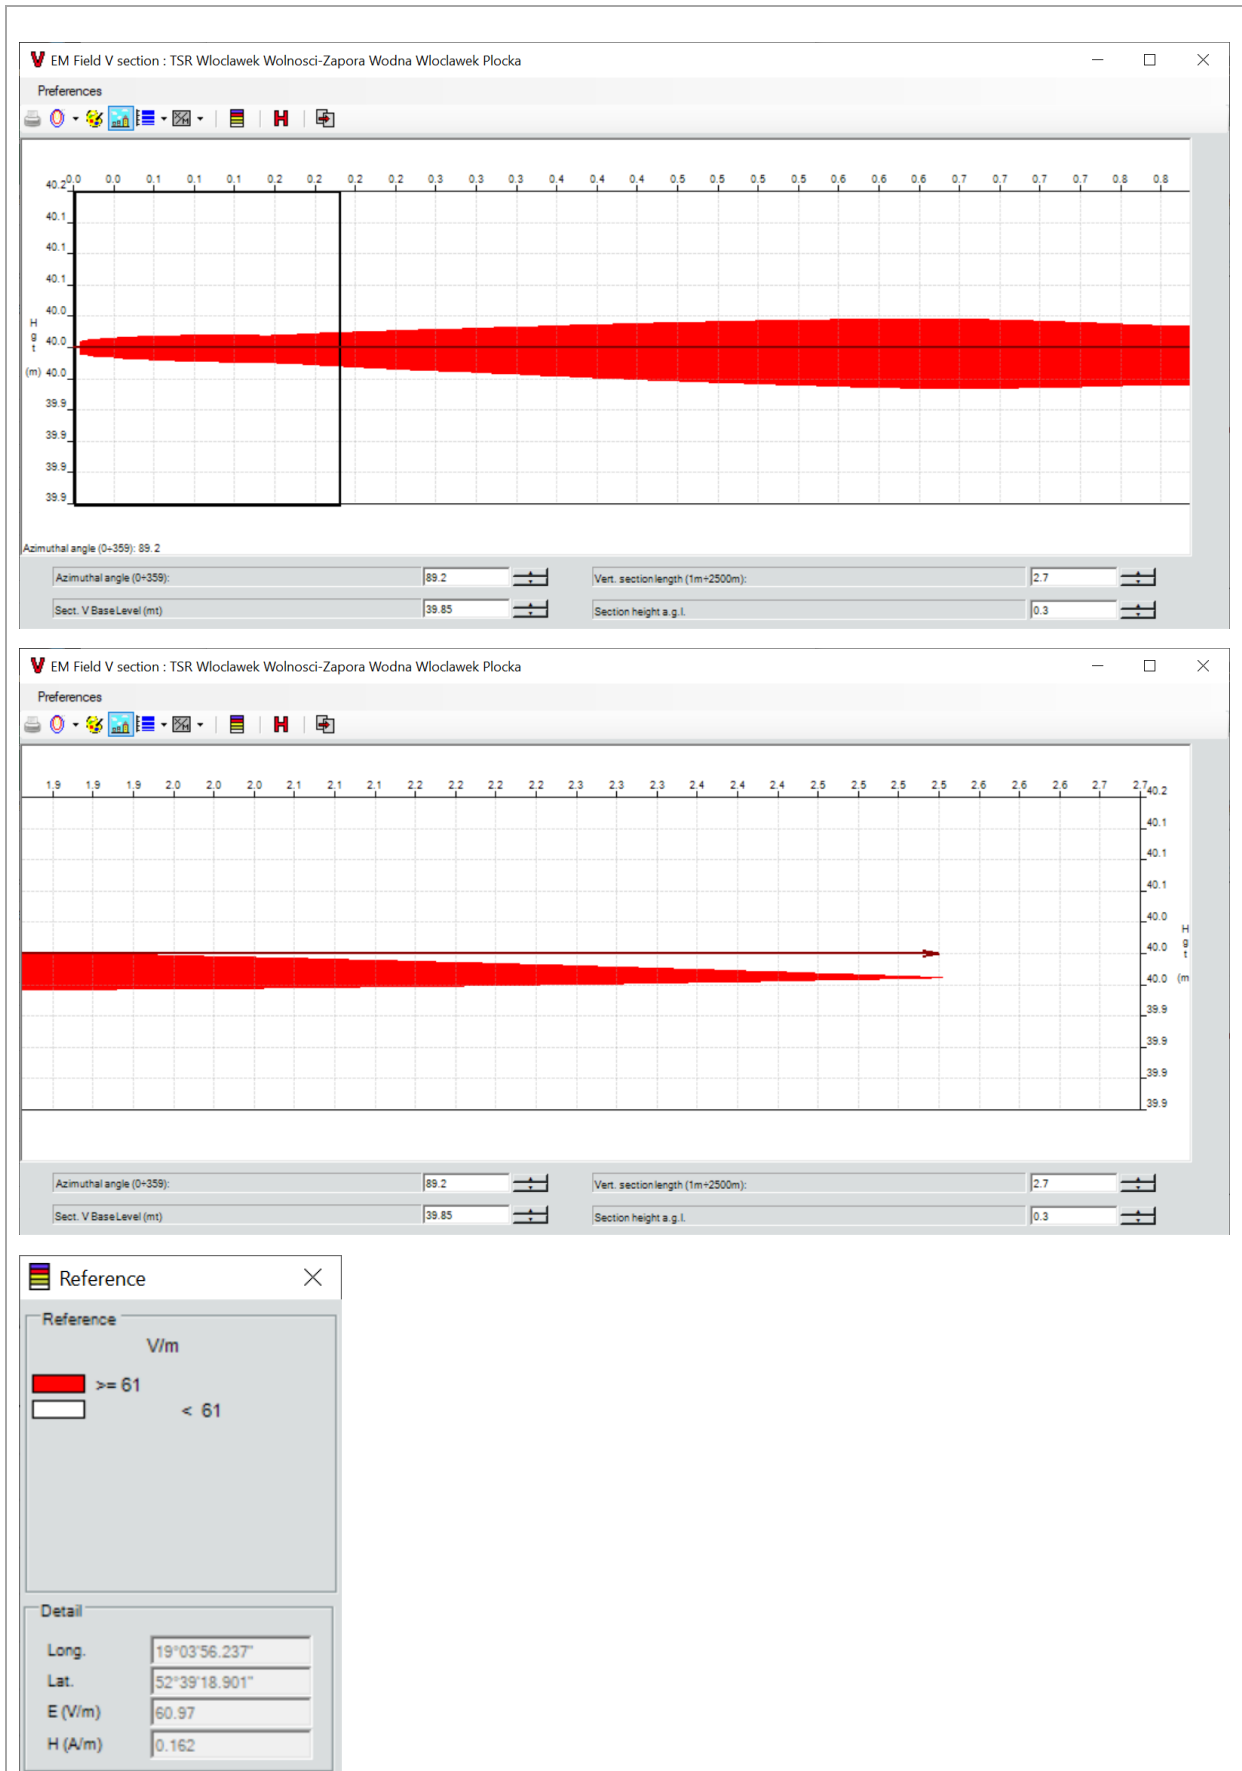 EM Field V section : TSR Wloclawek Wolnosci-Zapora Wodna Wloclawek Plocka
Preferences
H
0.0 0.0 0.1 0.1 0.1 0.2 0.2 0.2 0.2 0.3 0.3 0.3 0.4 0.4 0.4 0.5 0.5 0.5 0.5 0.6 0.6 0.6 0.7 0.7 0.7 0.7 0.8 0.8
40.2
40.1
40.1
40.1
40.0
40.0
40.0
39.9
39.9
39.9
39.9
Hgt (m)
Azimuthal angle (0÷359): 89.2
Azimuthal angle (0÷359): 89.2 Vert. section length (1m÷2500m): 2.7
Sect. V Base Level (mt) 39.85 Section height a.g.l. 0.3
EM Field V section : TSR Wloclawek Wolnosci-Zapora Wodna Wloclawek Plocka
Preferences
H
1.9 1.9 1.9 2.0 2.0 2.0 2.1 2.1 2.1 2.2 2.2 2.2 2.2 2.3 2.3 2.3 2.4 2.4 2.4 2.5 2.5 2.5 2.5 2.6 2.6 2.6 2.7 2.7
40.2
40.1
40.1
40.1
40.0
40.0
40.0
39.9
39.9
39.9
39.9
Hgt (m
Azimuthal angle (0÷359): 89.2 Vert. section length (1m÷2500m): 2.7
Sect. V Base Level (mt) 39.85 Section height a.g.l. 0.3
Reference
Reference
V/m
>= 61
< 61
Detail
Long. 19°03'56.237"
Lat. 52°39'18.901"
E (V/m) 60.97
H (A/m) 0.162